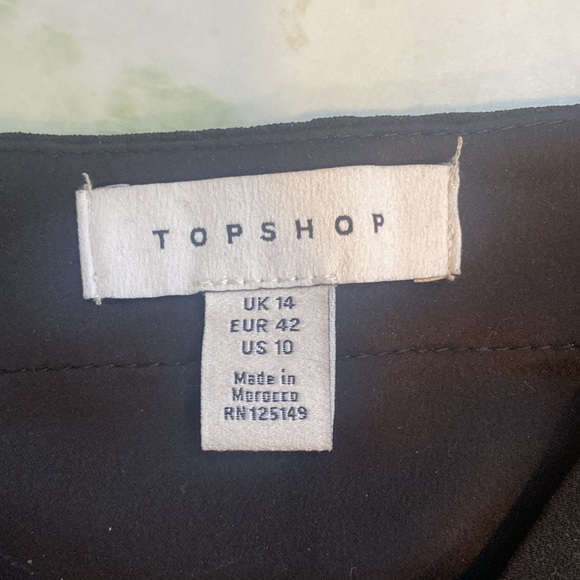 TOPSHOP
UK 14
EUR 42
US 10
Made in
Morocco
RN125149